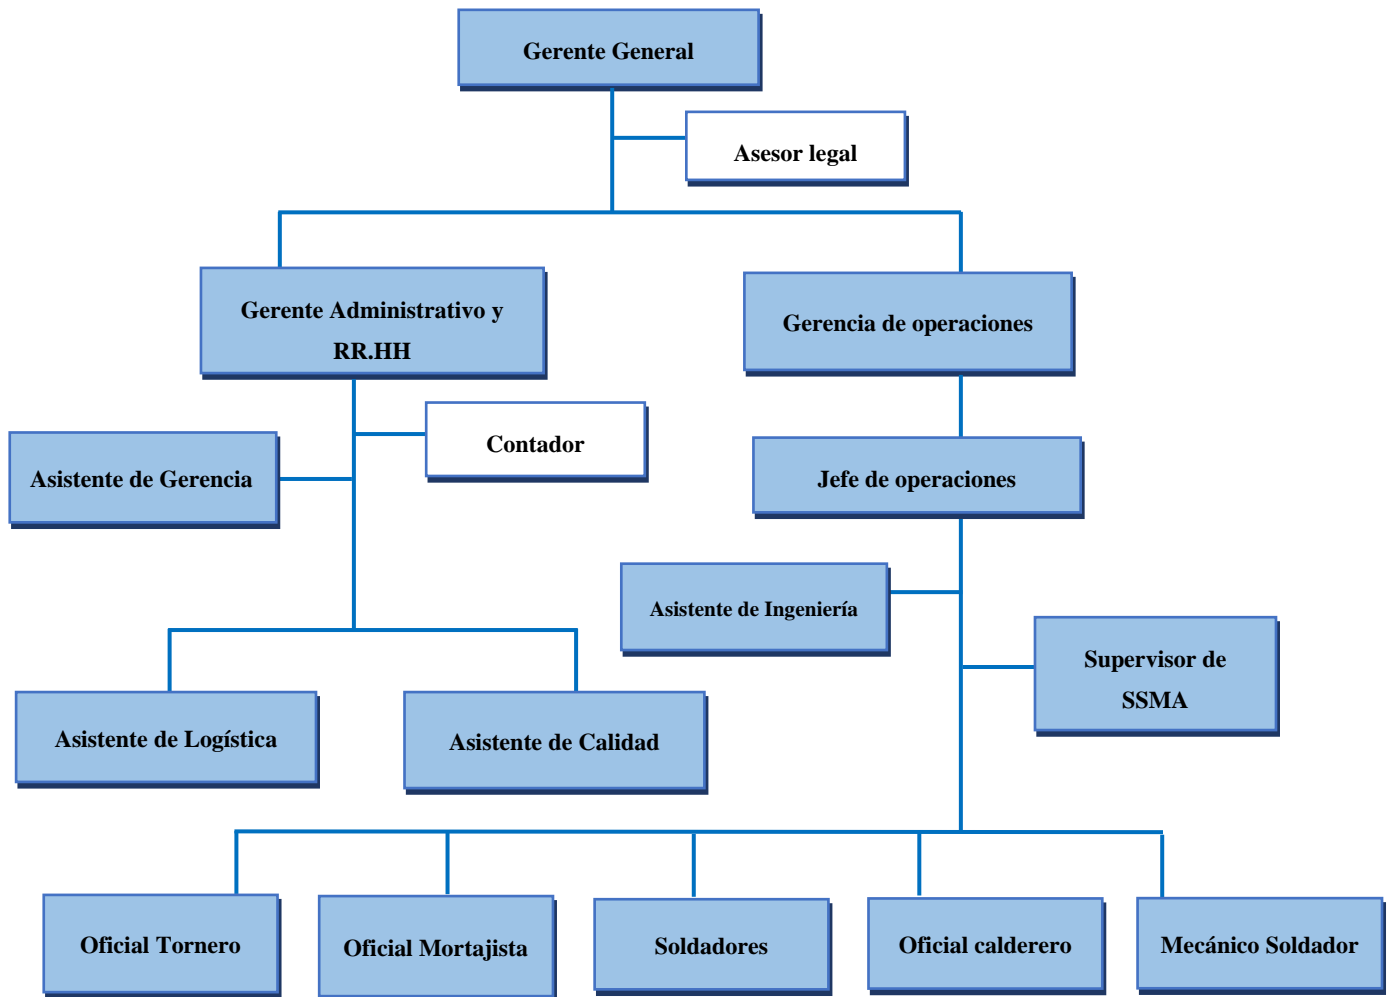 Gerente General
Asesor legal
Gerente Administrativo y
RR.HH
Gerencia de operaciones
Contador
Asistente de Gerencia
Jefe de operaciones
Asistente de Ingeniería
Supervisor de
SSMA
Asistente de Logística
Asistente de Calidad
Oficial Tornero
Oficial Mortajista
Soldadores
Oficial calderero
Mecánico Soldador